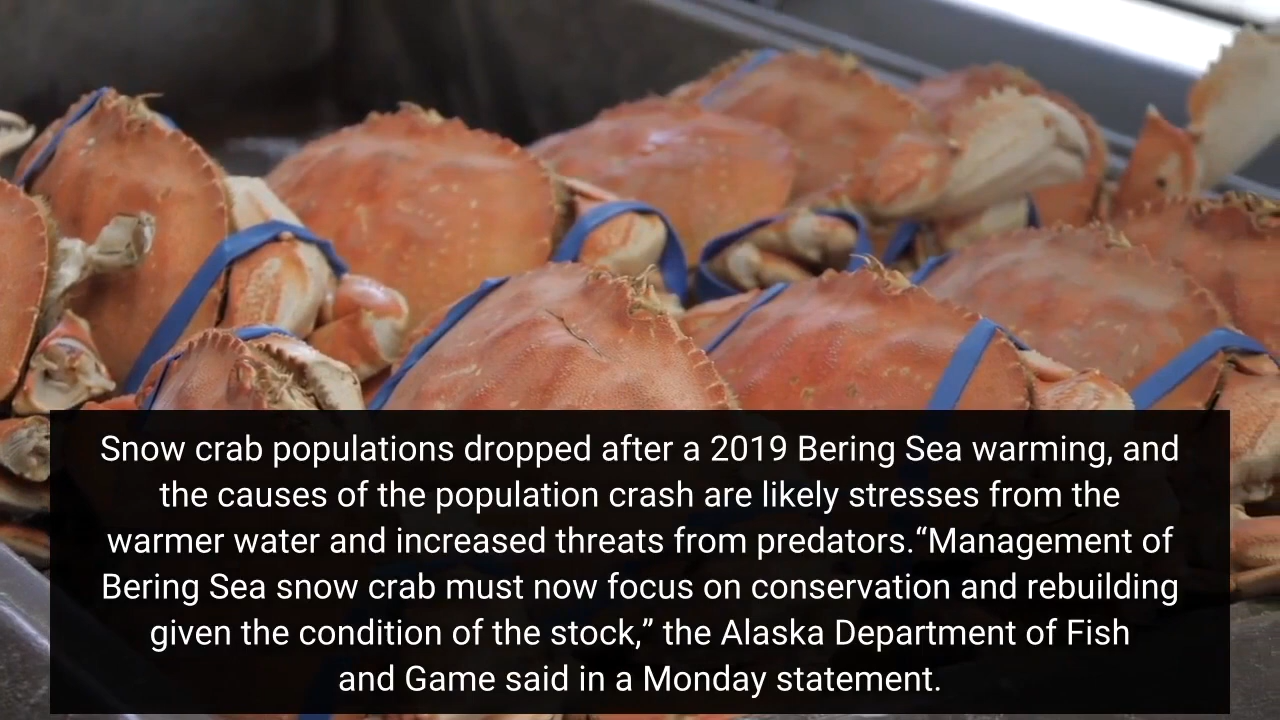 Snow crab populations dropped after a 2019 Bering Sea warming, and
the causes of the population crash are likely stresses from the
warmer water and increased threats from predators.“Management of
Bering Sea snow crab must now focus on conservation and rebuilding
given the condition of the stock,” the Alaska Department of Fish
and Game said in a Monday statement.